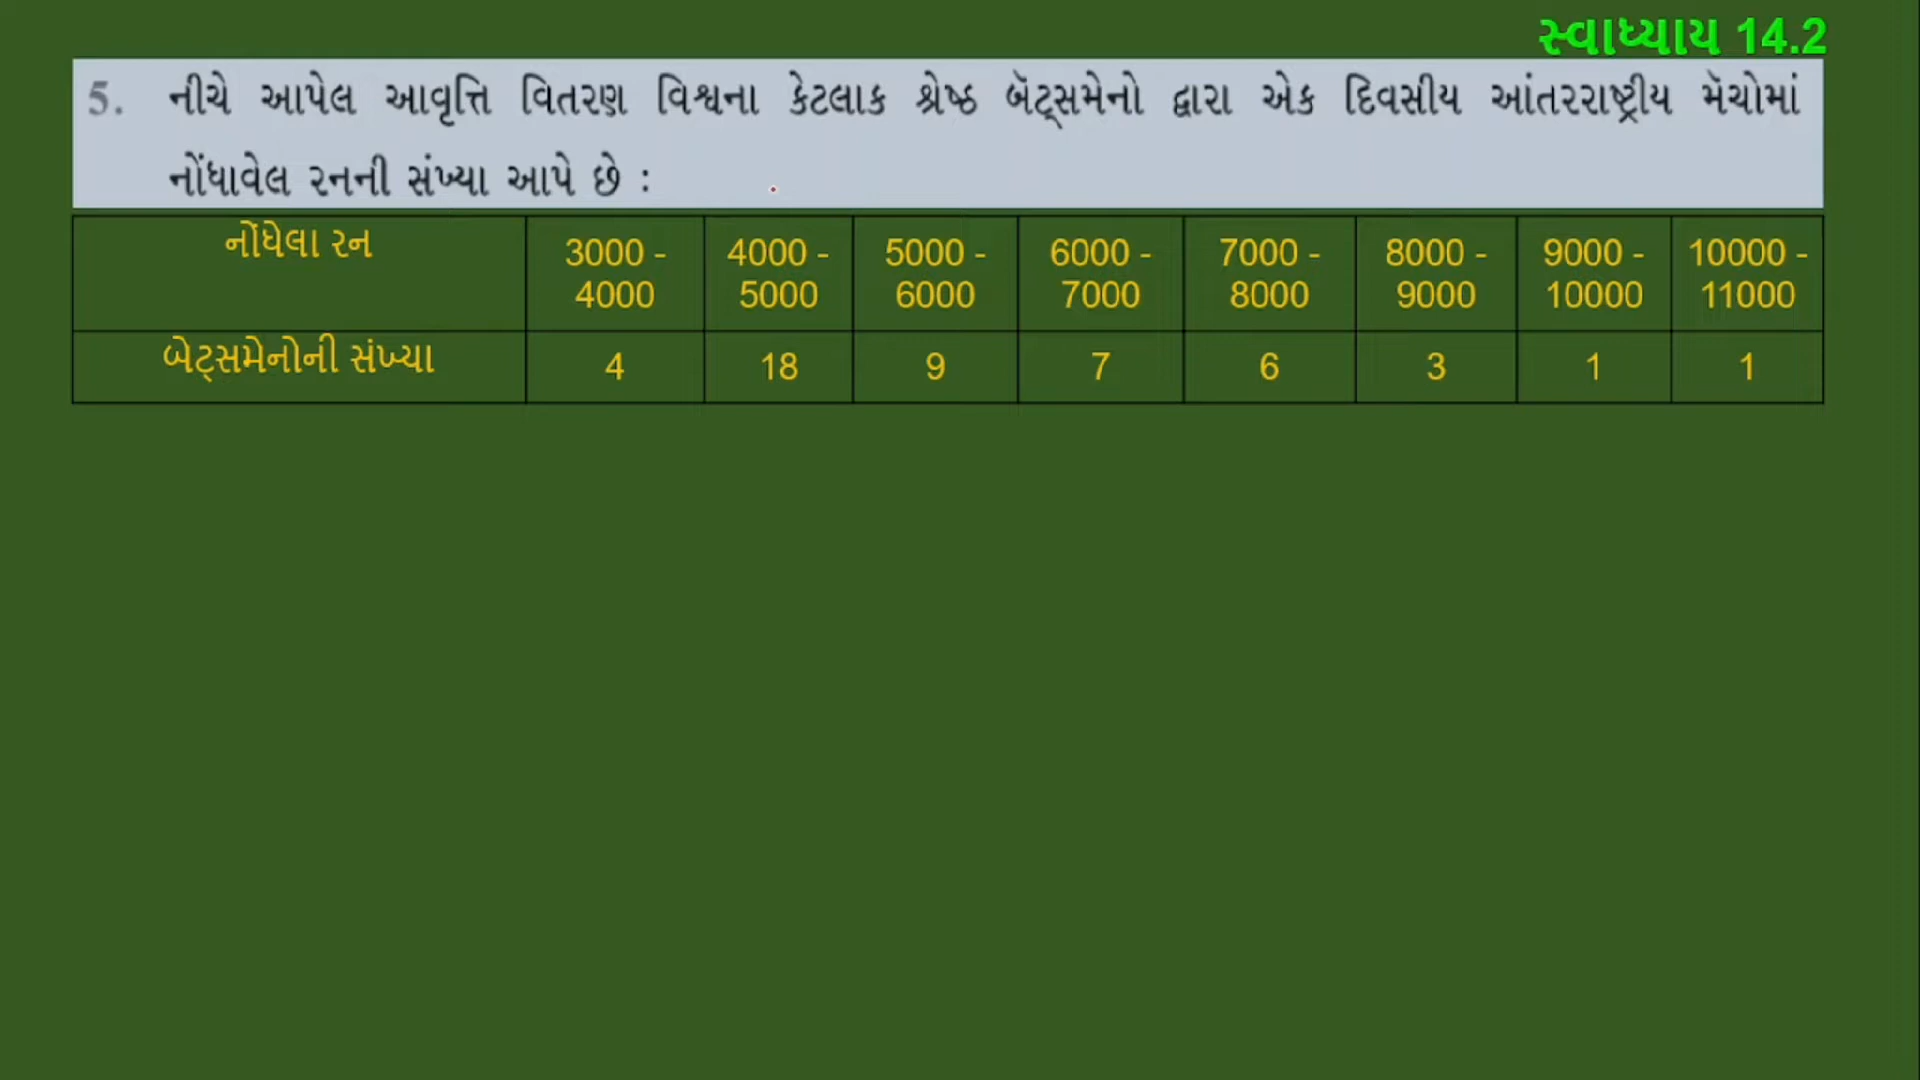 સ્વાધ્યાય 14.2
5. નીચે આપેલ આવૃત્તિ વિતરણ વિશ્વના કેટલાક શ્રેષ્ઠ બૅટ્સમેનો દ્વારા એક દિવસીય આંતરરાષ્ટ્રીય મૅચોમાં
નોંધાવેલ રનની સંખ્યા આપે છે :
નોંધેલા રન 3000 - 4000 4000 - 5000 5000 - 6000 6000 - 7000 7000 - 8000 8000 - 9000 9000 - 10000 10000 - 11000
બેટ્સમેનોની સંખ્યા 4 18 9 7 6 3 1 1